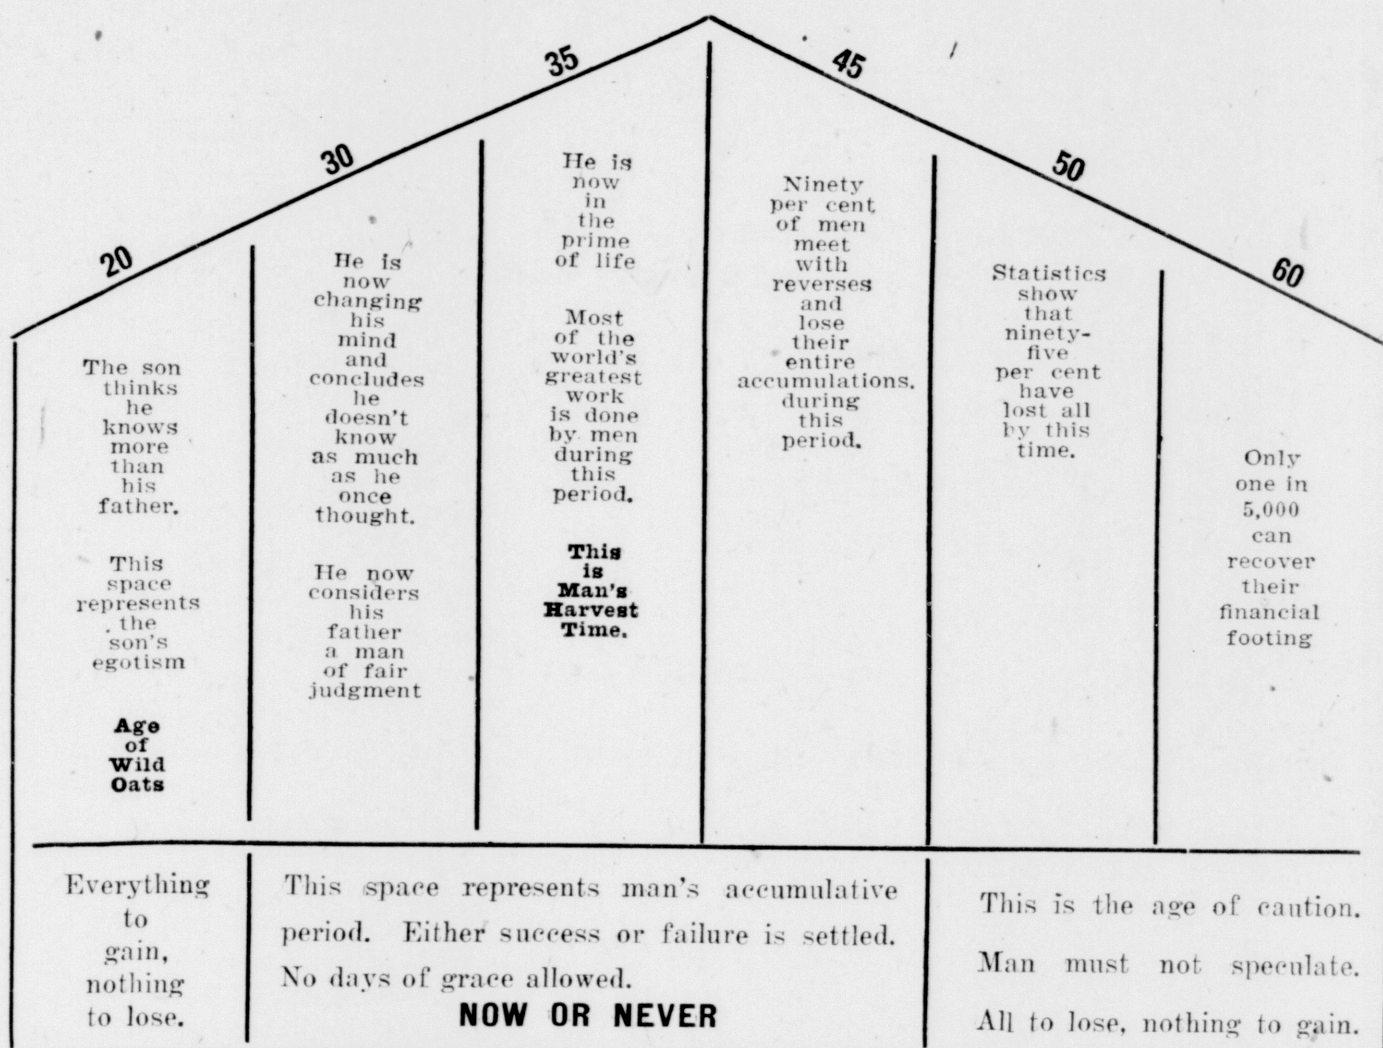 20
30
35
45
50
60
The son
thinks
he
knows
more
than
his
father.
This
space
represents
the
son's
egotism
Age
of
Wild
Oats
He is
now
changing
his
mind
and
concludes
he
doesn't
know
as much
as he
once
thought.
He now
considers
his
father
a man
of fair
judgment
He is
now
in
the
prime
of life
Most
of the
world's
greatest
work
is done
by men
during
this
period.
This
is
Man's
Harvest
Time.
Ninety
per cent
of men
meet
with
reverses
and
lose
their
entire
accumulations.
during
this
period.
Statistics
show
that
ninety-
five
per cent
have
lost all
by this
time.
Only
one in
5,000
can
recover
their
financial
footing
Everything
to
gain,
nothing
to lose.
This space represents man's accumulative
period. Either success or failure is settled.
No days of grace allowed.
NOW OR NEVER
This is the age of caution.
Man must not speculate.
All to lose, nothing to gain.